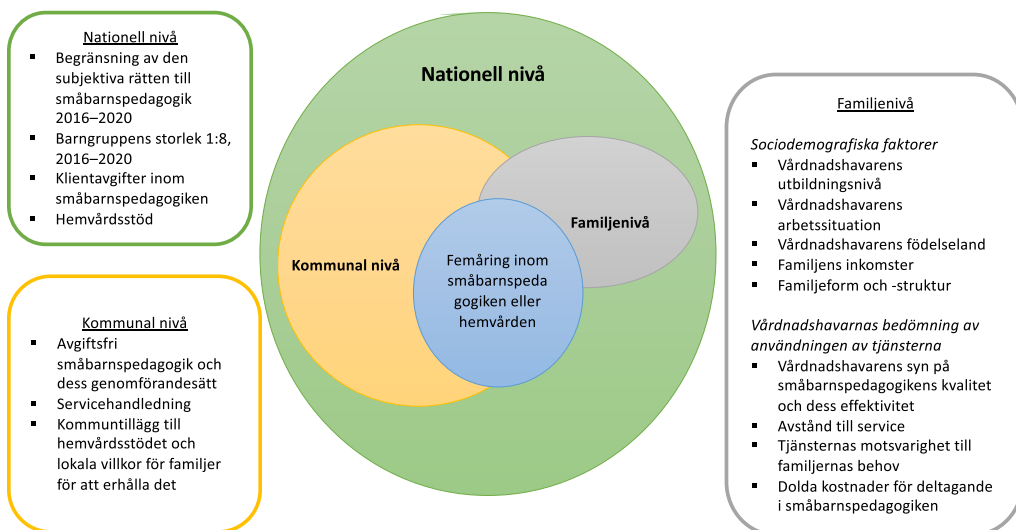 Nationell nivå
▪ Begränsning av den
subjektiva rätten till
småbarnspedagogik
2016–2020
▪ Barngruppens storlek 1:8,
2016–2020
▪ Klientavgifter inom
småbarnspedagogiken
▪ Hemvårdsstöd
Kommunal nivå
▪ Avgiftsfri
småbarnspedagogik och
dess genomförandesätt
▪ Servicehandledning
▪ Kommuntillägg till
hemvårdsstödet och
lokala villkor för familjer
för att erhålla det
Nationell nivå
Kommunal nivå
Familjenivå
Femåring inom
småbarnspeda
gogiken eller
hemvården
Familjenivå
Sociodemografiska faktorer
▪ Vårdnadshavarens
utbildningsnivå
▪ Vårdnadshavarens
arbetssituation
▪ Vårdnadshavarens födelseland
▪ Familjens inkomster
▪ Familjeform och -struktur
Vårdnadshavarnas bedömning av
användningen av tjänsterna
▪ Vårdnadshavarens syn på
småbarnspedagogikens kvalitet
och dess effektivitet
▪ Avstånd till service
▪ Tjänsternas motsvarighet till
familjernas behov
▪ Dolda kostnader för deltagande
i småbarnspedagogiken